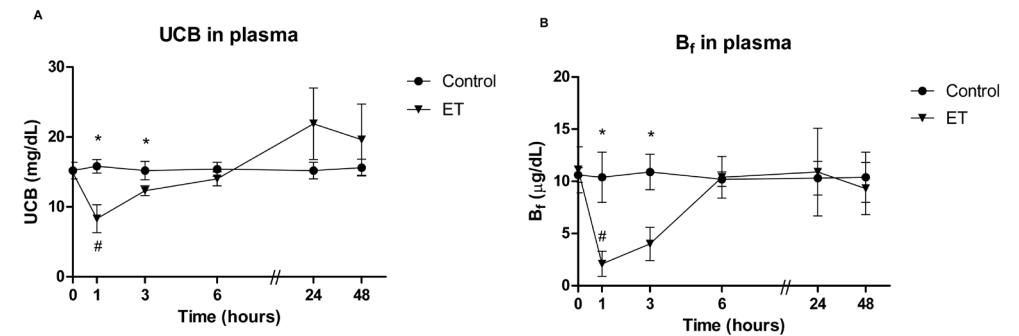 A
UCB in plasma
30
20
10
0
UCB (mg/dL)
*
*
#
0 1 3 6 // 24 48
Time (hours)
Control
ET
B
Bf in plasma
20
15
10
5
0
Bf (µg/dL)
*
*
#
0 1 3 6 // 24 48
Time (hours)
Control
ET